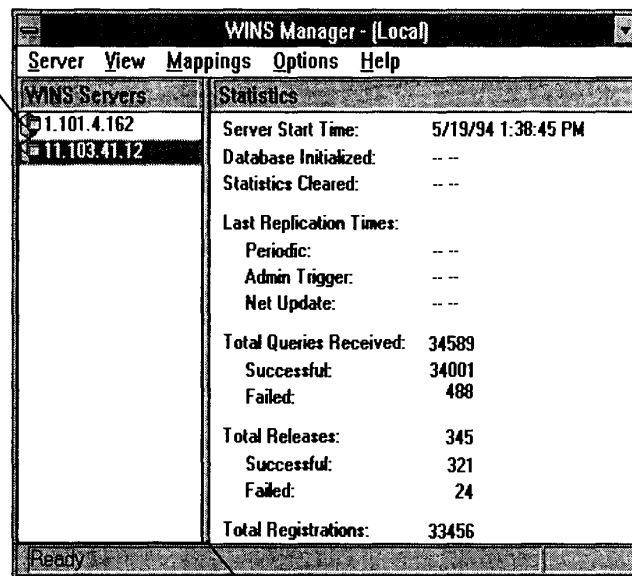 WINS Manager - (Local)
Server View Mappings Options Help
WINS Servers
1.101.4.162
11.103.41.12
Statistics
Server Start Time: 5/19/94 1:38:45 PM
Database Initialized: -- --
Statistics Cleared: -- --
Last Replication Times:
Periodic: -- --
Admin Trigger: -- --
Net Update: -- --
Total Queries Received: 34589
Successful: 34001
Failed: 488
Total Releases: 345
Successful: 321
Failed: 24
Total Registrations: 33456
Ready